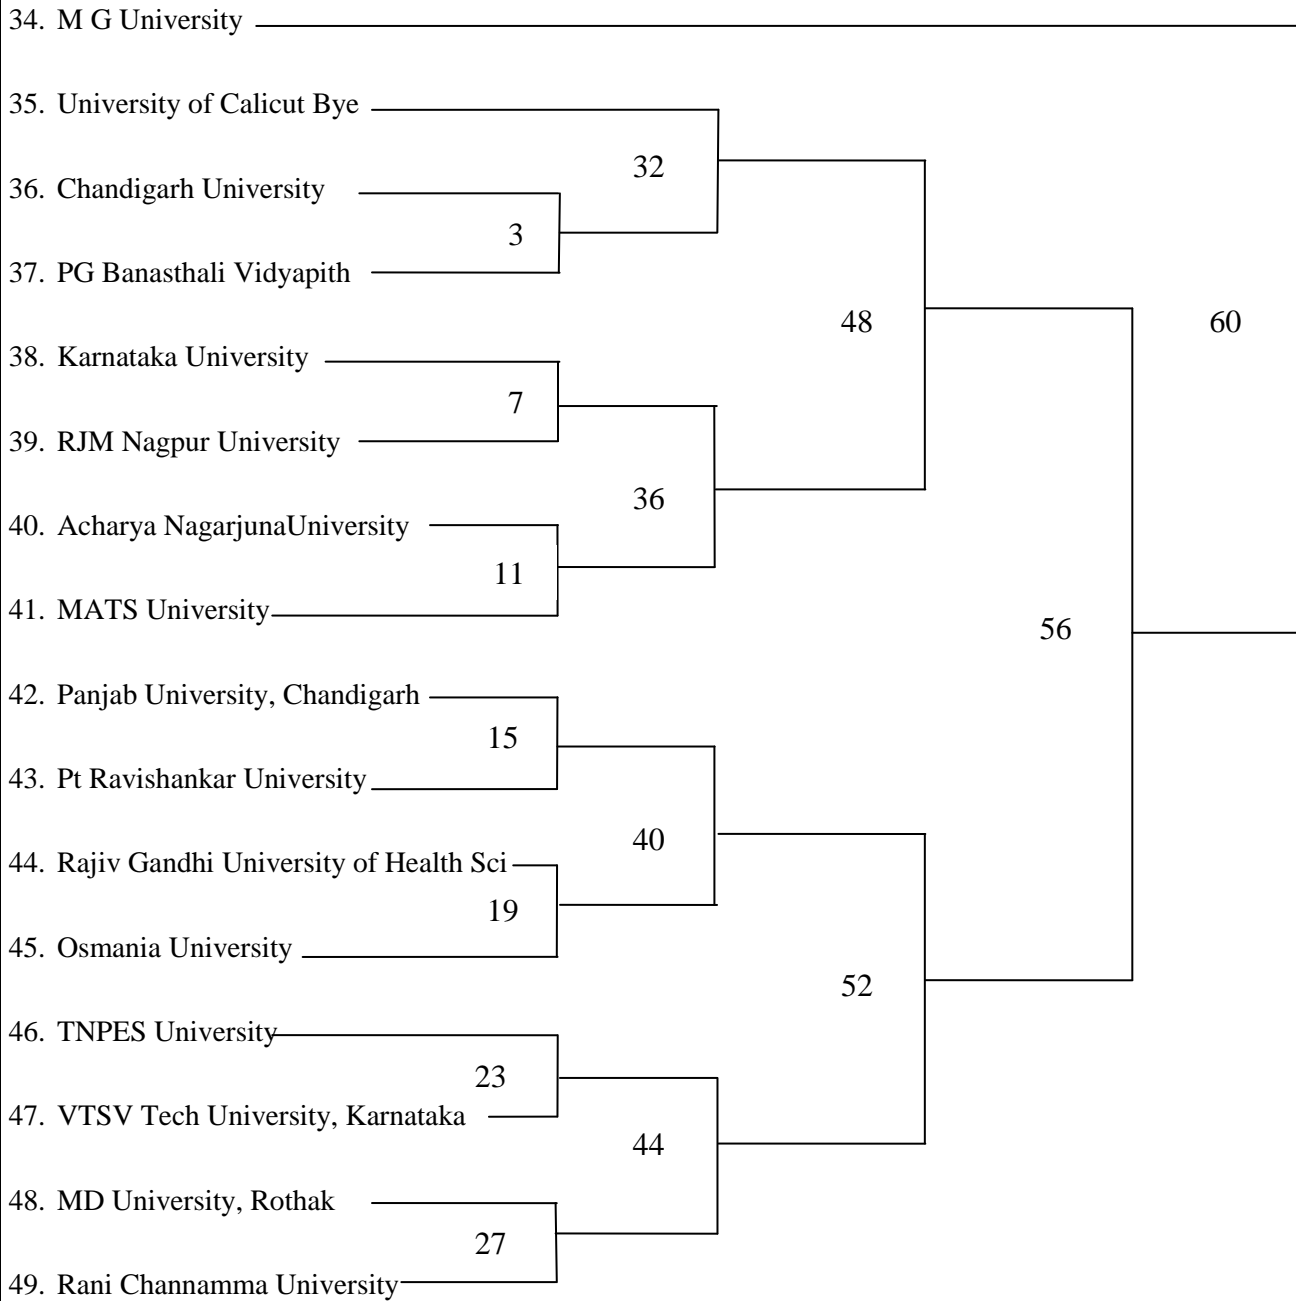 34. M G University
35. University of Calicut Bye
32
36. Chandigarh University
3
37. PG Banasthali Vidyapith
48
60
38. Karnataka University
7
39. RJM Nagpur University
36
40. Acharya NagarjunaUniversity
11
41. MATS University
56
42. Panjab University, Chandigarh
15
43. Pt Ravishankar University
40
44. Rajiv Gandhi University of Health Sci
19
45. Osmania University
52
46. TNPES University
23
47. VTSV Tech University, Karnataka
44
48. MD University, Rothak
27
49. Rani Channamma University